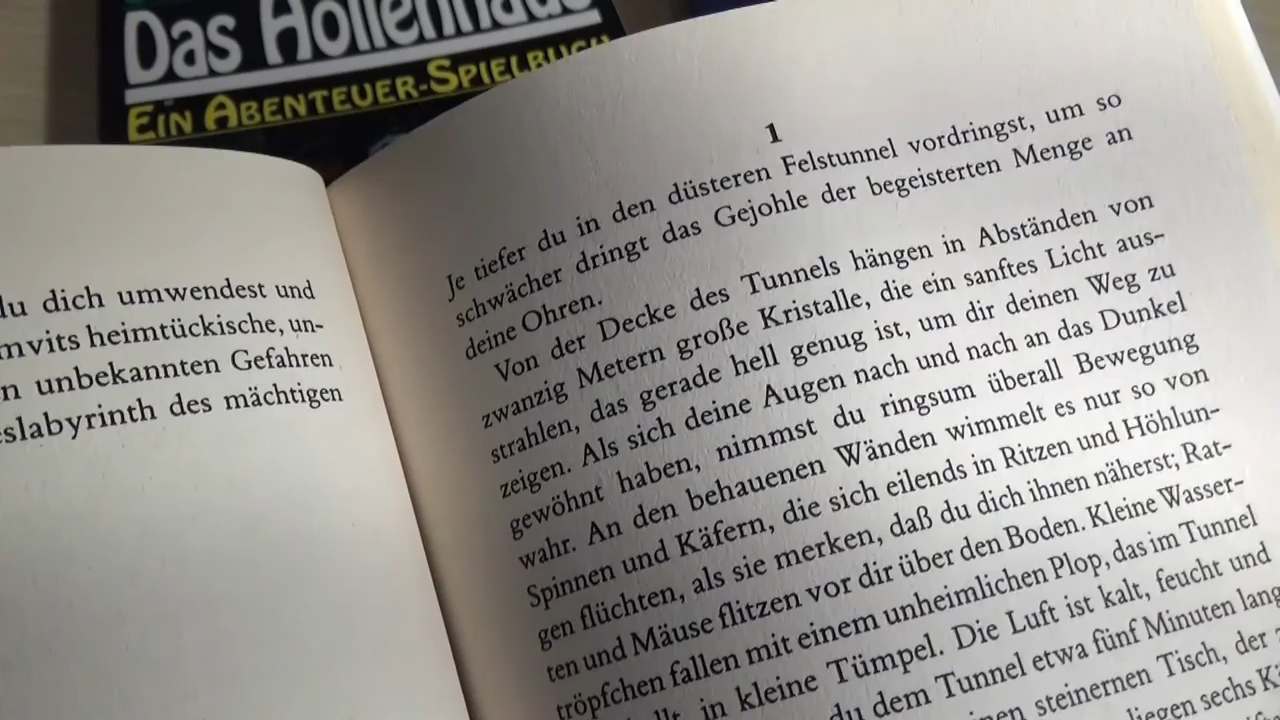 Das Höllenhaus
EIN ABENTEUER-SPIELBUCH
du dich umwendest und
heimtückische, un-
unbekannten Gefahren
des mächtigen
1
Je tiefer du in den düsteren Felstunnel vordringst, um so
schwächer dringt das Gejohle der begeisterten Menge an
deine Ohren.
Von der Decke des Tunnels hängen in Abständen von
zwanzig Metern große Kristalle, die ein sanftes Licht aus-
strahlen, das gerade hell genug ist, um dir deinen Weg zu
zeigen. Als sich deine Augen nach und nach an das Dunkel
gewöhnt haben, nimmst du ringsum überall Bewegung
wahr. An den behauenen Wänden wimmelt es nur so von
Spinnen und Käfern, die sich eilends in Ritzen und Höhlun-
gen flüchten, als sie merken, daß du dich ihnen näherst; Rat-
ten und Mäuse flitzen vor dir über den Boden. Kleine Wasser-
tröpfchen fallen mit einem unheimlichen Plop, das im Tunnel
in kleine Tümpel. Die Luft ist kalt, feucht und
du dem Tunnel etwa fünf Minuten lang
steinernen Tisch, der
liegen sechs